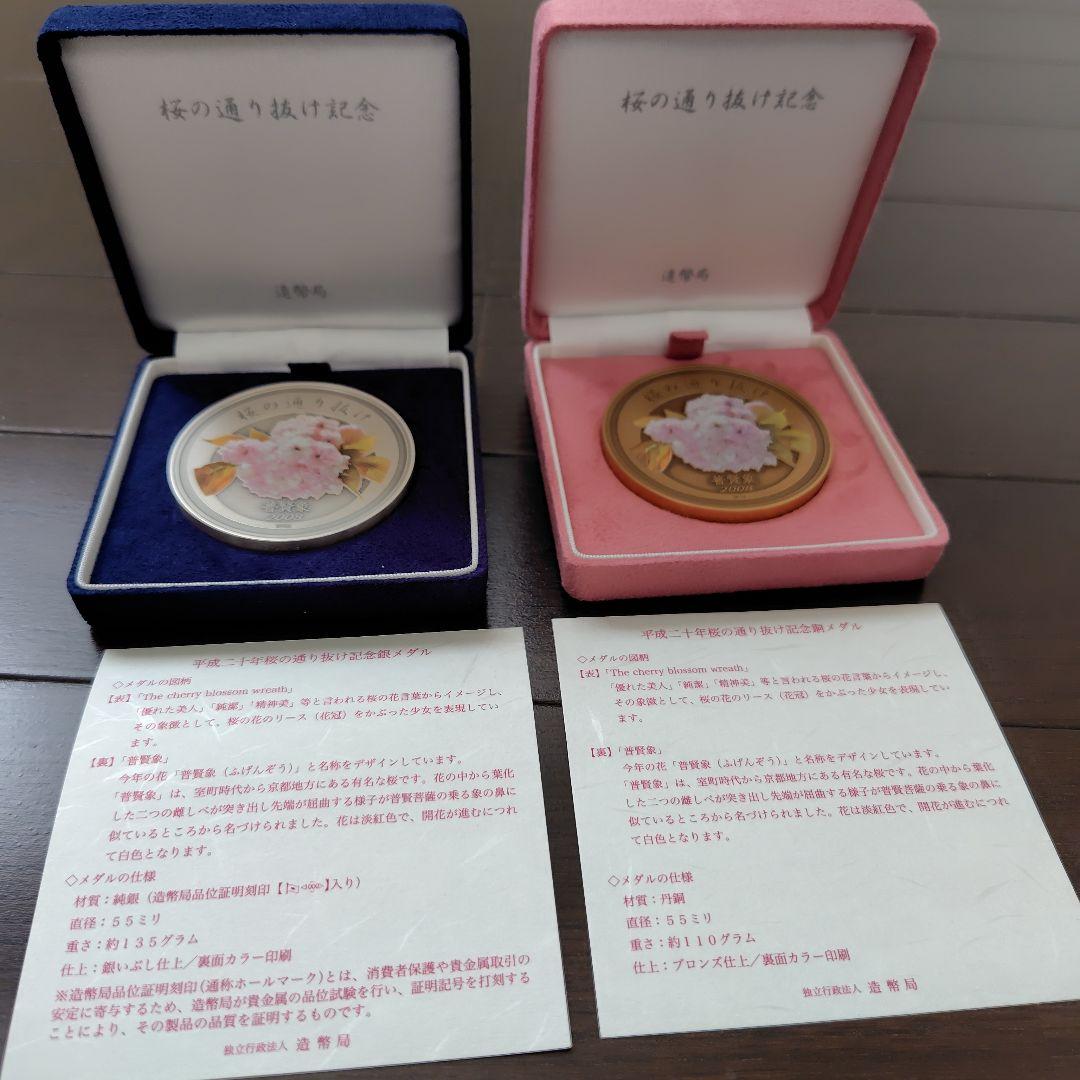 桜の通り抜け記念
造幣局
桜の通り抜け
普賢象
2008
桜の通り抜け記念
造幣局
桜の通り抜け
普賢象
2008
平成二十年桜の通り抜け記念銀メダル
◇メダルの図柄
【表】「The cherry blossom wreath」
「優れた美人」「純潔」「精神美」等と言われる桜の花言葉からイメージし、
その象徴として、桜の花のリース（花冠）をかぶった少女を表現してい
ます。
【裏】「普賢象」
今年の花「普賢象（ふげんぞう）」と名称をデザインしています。
「普賢象」は、室町時代から京都地方にある有名な桜です。花の中から葉化
した二つの雌しべが突き出し先端が屈曲する様子が普賢菩薩の乗る象の鼻に
似ているところから名づけられました。花は淡紅色で、開花が進むにつれ
て白色となります。
◇メダルの仕様
材質：純銀（造幣局品位証明刻印【1000】入り）
直径：５５ミリ
重さ：約１３５グラム
仕上：銀いぶし仕上／裏面カラー印刷
※造幣局品位証明刻印(通称ホールマーク)とは、消費者保護や貴金属取引の
安定に寄与するため、造幣局が貴金属の品位試験を行い、証明記号を打刻する
ことにより、その製品の品質を証明するものです。
独立行政法人 造幣局
平成二十年桜の通り抜け記念銅メダル
◇メダルの図柄
【表】「The cherry blossom wreath」
「優れた美人」「純潔」「精神美」等と言われる桜の花言葉からイメージし、
その象徴として、桜の花のリース（花冠）をかぶった少女を表現してい
ます。
【裏】「普賢象」
今年の花「普賢象（ふげんぞう）」と名称をデザインしています。
「普賢象」は、室町時代から京都地方にある有名な桜です。花の中から葉化
した二つの雌しべが突き出し先端が屈曲する様子が普賢菩薩の乗る象の鼻に
似ているところから名づけられました。花は淡紅色で、開花が進むにつれ
て白色となります。
◇メダルの仕様
材質：丹銅
直径：５５ミリ
重さ：約１１０グラム
仕上：ブロンズ仕上／裏面カラー印刷
独立行政法人 造幣局